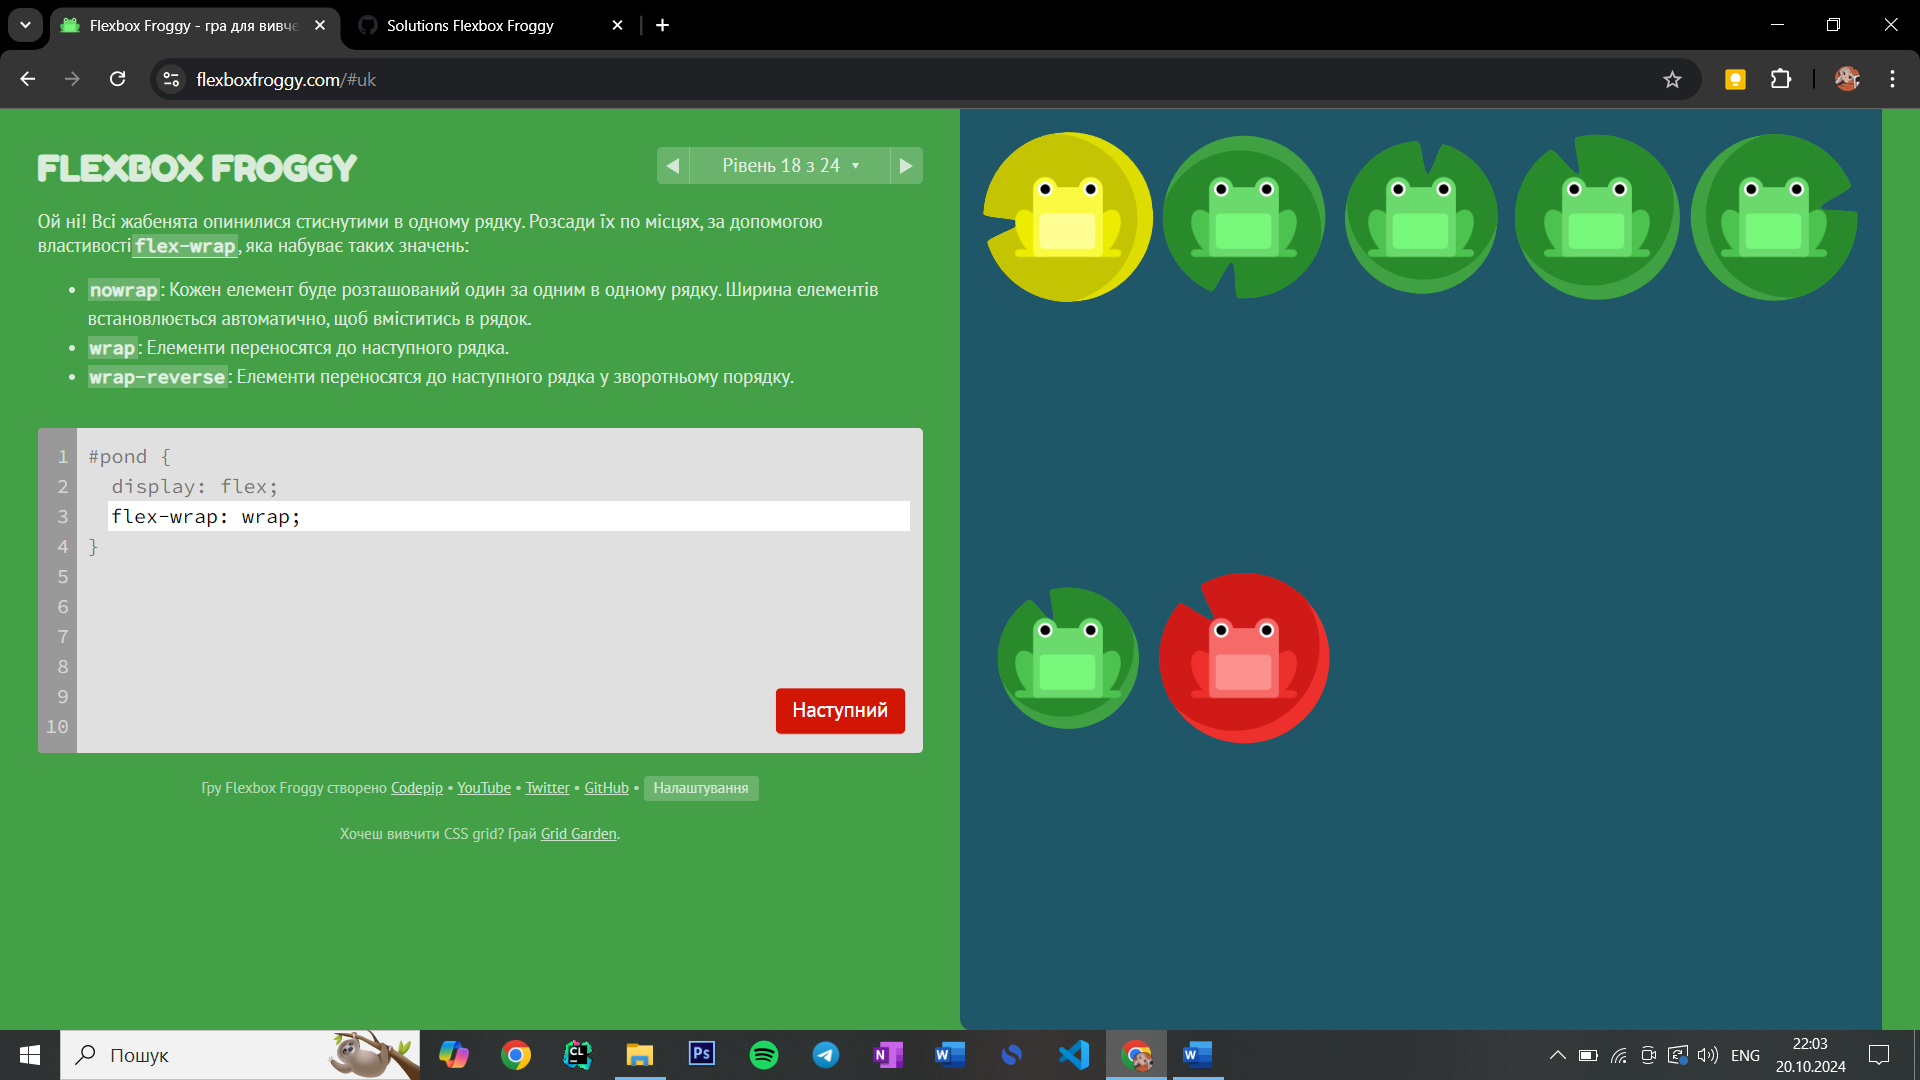 Flexbox Froggy - гра для вивче
Solutions Flexbox Froggy
flexboxfroggy.com/#uk
FLEXBOX FROGGY
Рівень 18 з 24
Ой ні! Всі жабенята опинилися стиснутими в одному рядку. Розсади їх по місцях, за допомогою
властивості flex-wrap, яка набуває таких значень:
• nowrap: Кожен елемент буде розташований один за одним в одному рядку. Ширина елементів
встановлюється автоматично, щоб вміститись в рядок.
• wrap: Елементи переносятся до наступного рядка.
• wrap-reverse: Елементи переносятся до наступного рядка у зворотньому порядку.
1 #pond {
2 display: flex;
3 flex-wrap: wrap;
4 }
5
6
7
8
9
10
Наступний
Гру Flexbox Froggy створено Codepip • YouTube • Twitter • GitHub • Налаштування
Хочеш вивчити CSS grid? Грай Grid Garden.
Пошук
CL
Ps
N
W
W
ENG
22:03
20.10.2024